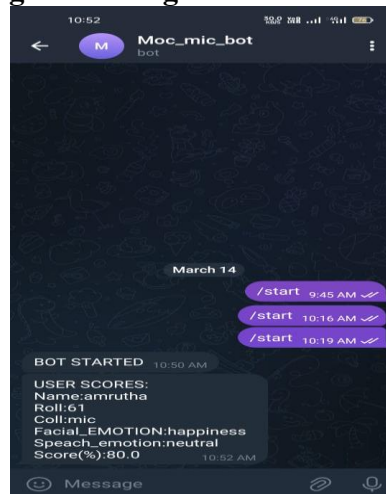 10:52
Moc_mic_bot
bot
March 14
/start 9:45 AM
/start 10:16 AM
/start 10:19 AM
BOT STARTED 10:50 AM
USER SCORES:
Name:amrutha
Roll:61
Coll:mic
Facial_EMOTION:happiness
Speach_emotion:neutral
Score(%):80.0 10:52 AM
Message